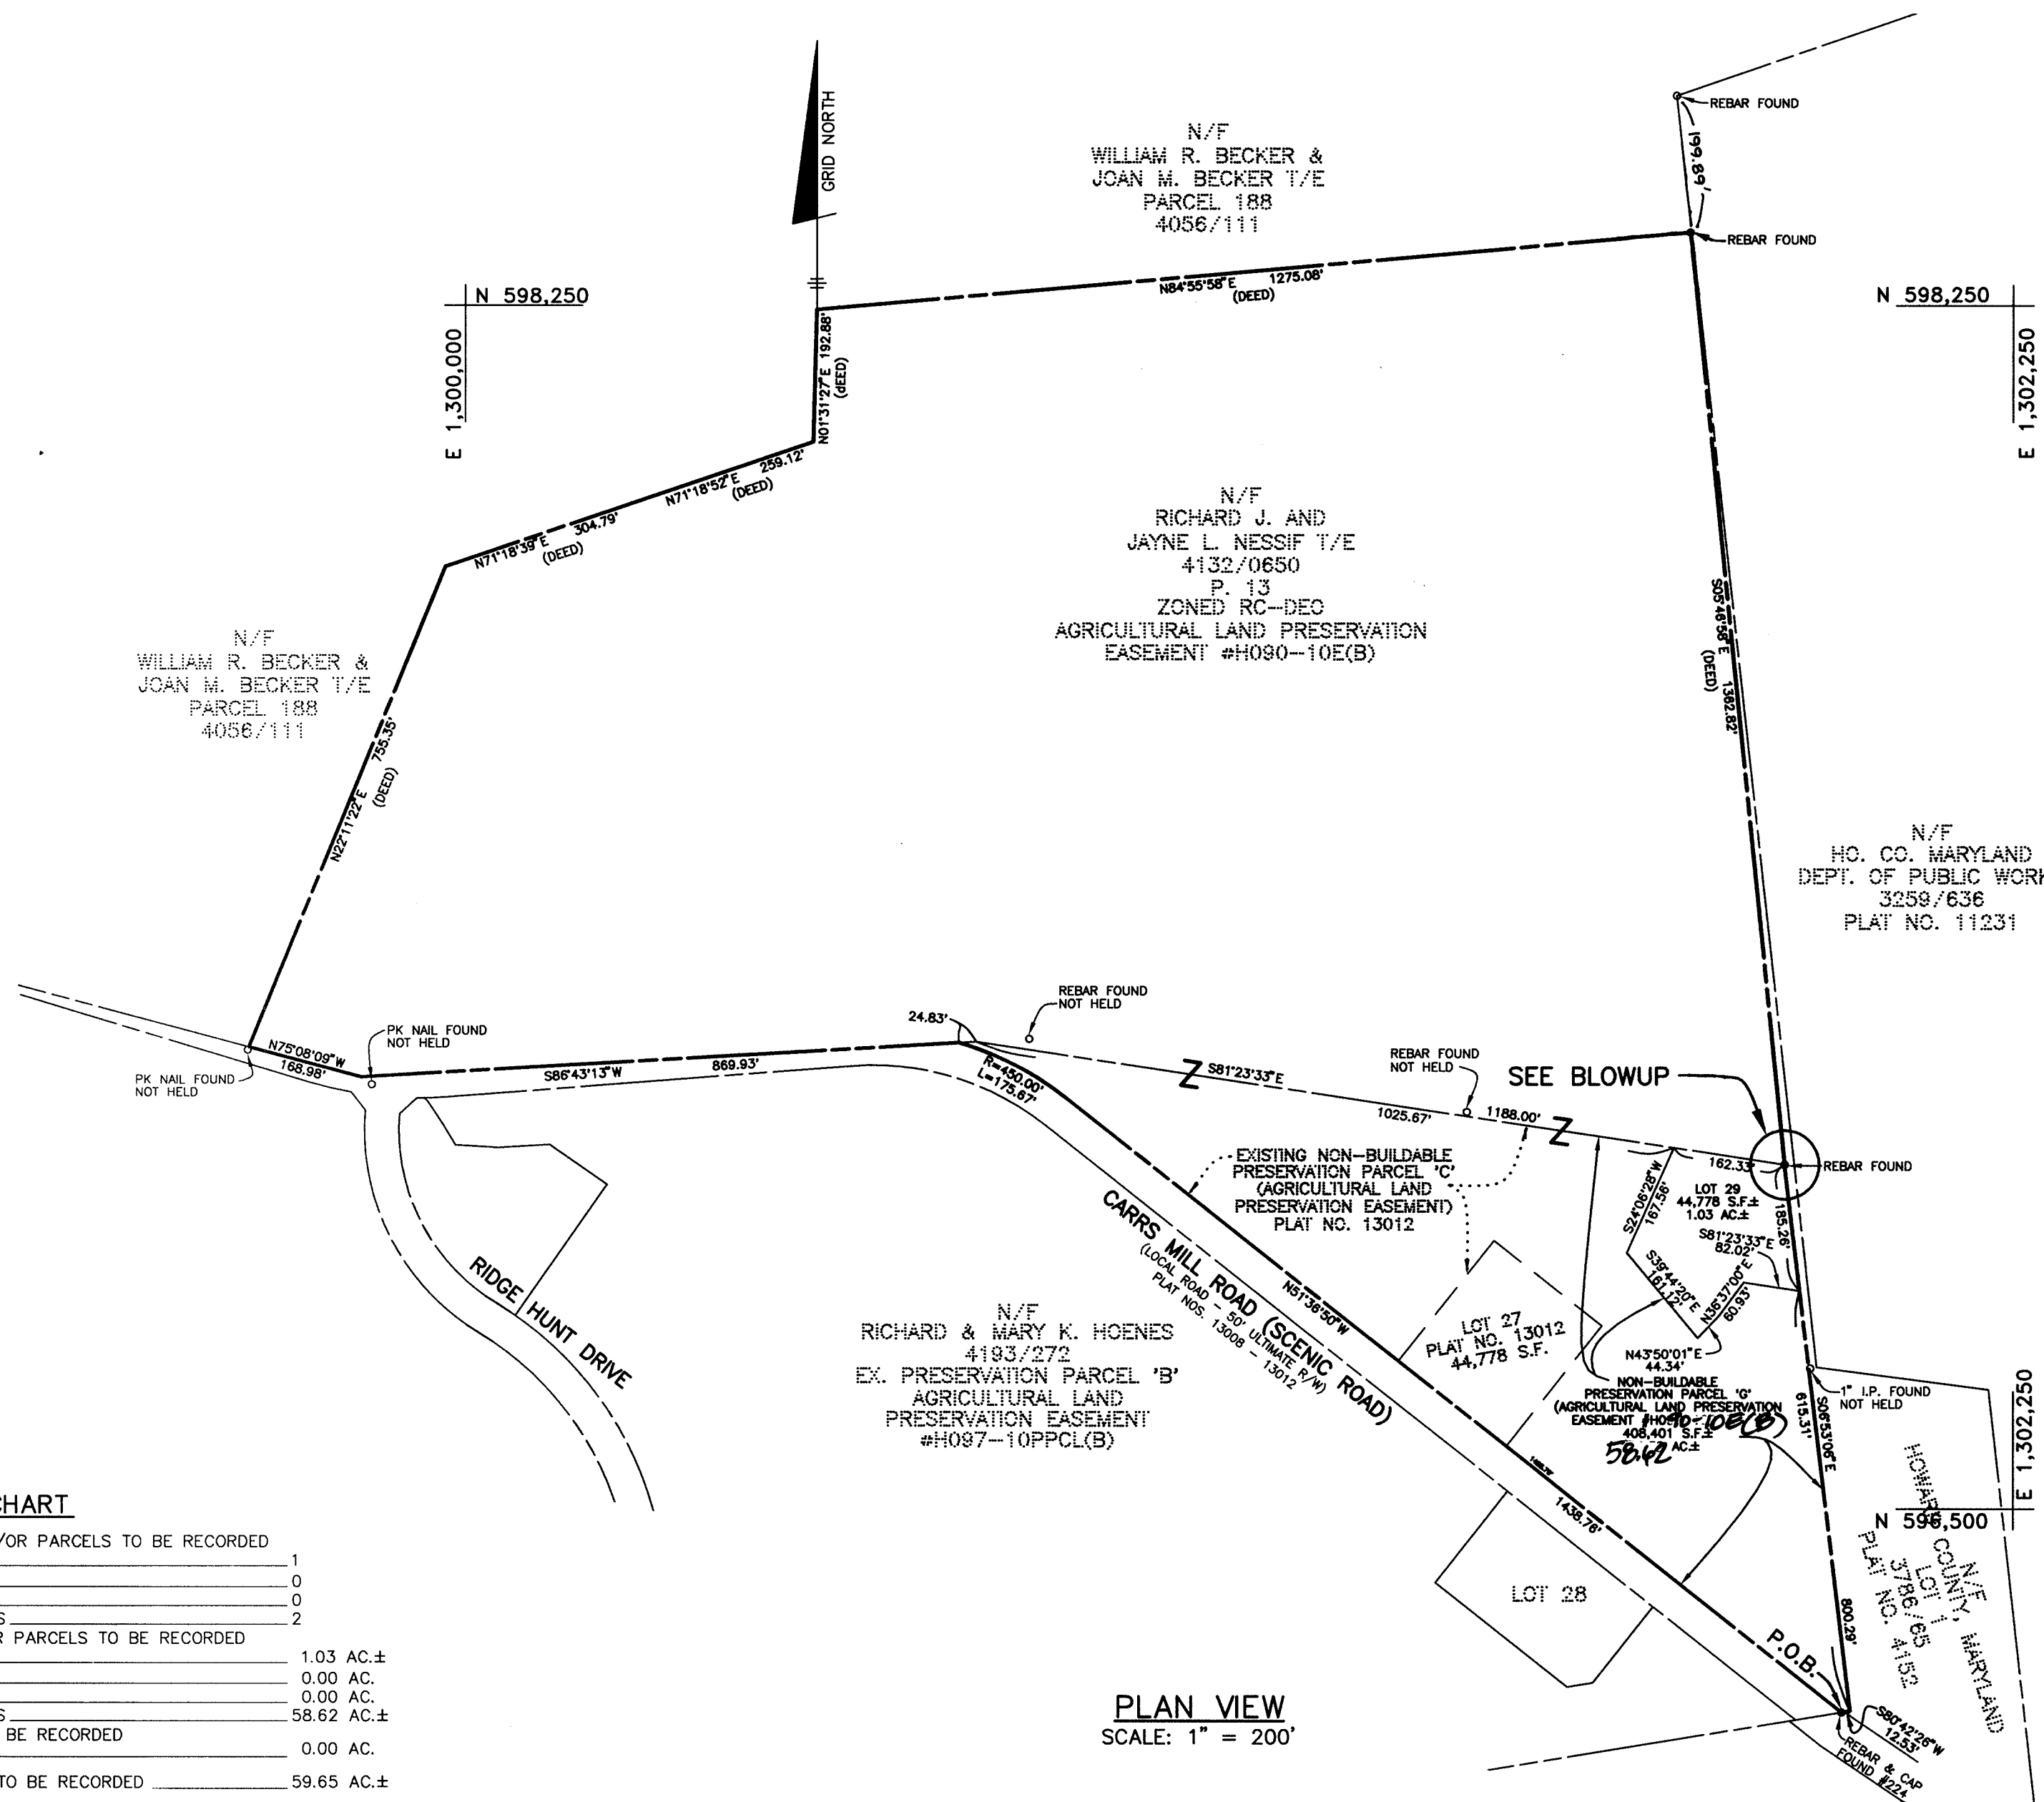 GRID NORTH
REBAR FOUND
199.89'
REBAR FOUND
N/F
WILLIAM R. BECKER &
JOAN M. BECKER T/E
PARCEL 188
4056/111
N84°55'58"E 1275.08'
(DEED)
N 598,250
E 1,300,000
N 598,250
E 1,302,250
N01°31'27"E 192.88'
(dEED)
N71°18'52"E 259.12'
(DEED)
N71°18'39"E 304.79'
(DEED)
N/F
RICHARD J. AND
JAYNE L. NESSIF T/E
4132/0650
P. 13
ZONED RC-DEO
AGRICULTURAL LAND PRESERVATION
EASEMENT #H090-10E(B)
S05°46'58"E 1362.82'
(DEED)
N/F
WILLIAM R. BECKER &
JOAN M. BECKER T/E
PARCEL 188
4056/111
N22°11'22"E 755.35'
(DEED)
N/F
HO. CO. MARYLAND
DEPT. OF PUBLIC WORK
3259/636
PLAT NO. 11231
N75°08'09"W
168.98'
PK NAIL FOUND
NOT HELD
PK NAIL FOUND
NOT HELD
S86°43'13"W 869.93'
24.83'
REBAR FOUND
NOT HELD
R=450.00'
L=175.67'
Z
S81°23'33"E
1025.67'
REBAR FOUND
NOT HELD
1188.00'
Z
SEE BLOWUP
REBAR FOUND
162.33'
LOT 29
44,778 S.F.±
1.03 AC.±
185.26'
S24°06'28"W
167.56'
S81°23'33"E
82.02'
S39°44'20"E
161.12'
N36°37'00"E
60.93'
N43°50'01"E
44.34'
EXISTING NON-BUILDABLE
PRESERVATION PARCEL 'C'
(AGRICULTURAL LAND
PRESERVATION EASEMENT)
PLAT NO. 13012
CARRS MILL ROAD (SCENIC ROAD)
(LOCAL ROAD - 50' ULTIMATE R/W)
PLAT NOS. 13008 - 13012
N51°36'50"W
LOT 27
PLAT NO. 13012
44,778 S.F.
NON-BUILDABLE
PRESERVATION PARCEL 'G'
(AGRICULTURAL LAND PRESERVATION
EASEMENT #H090-10E(B)
408,401 S.F.±
58.62 AC.±
1" I.P. FOUND
NOT HELD
S06°53'06"E
615.31'
RIDGE HUNT DRIVE
N/F
RICHARD & MARY K. HOENES
4193/272
EX. PRESERVATION PARCEL 'B'
AGRICULTURAL LAND
PRESERVATION EASEMENT
#H097-10PPCL(B)
1438.76'
E 1,302,250
N 596,500
N/F
HOWARD COUNTY, MARYLAND
LOT 1
3786/65
PLAT NO. 4152
LOT 28
800.29'
P.O.B.
S80°42'26"W
12.53'
REBAR & CAP
FOUND #224
PLAN VIEW
SCALE: 1" = 200'
CHART
/OR PARCELS TO BE RECORDED
1
0
0
S 2
R PARCELS TO BE RECORDED
1.03 AC.±
0.00 AC.
0.00 AC.
S 58.62 AC.±
BE RECORDED
0.00 AC.
TO BE RECORDED 59.65 AC.±